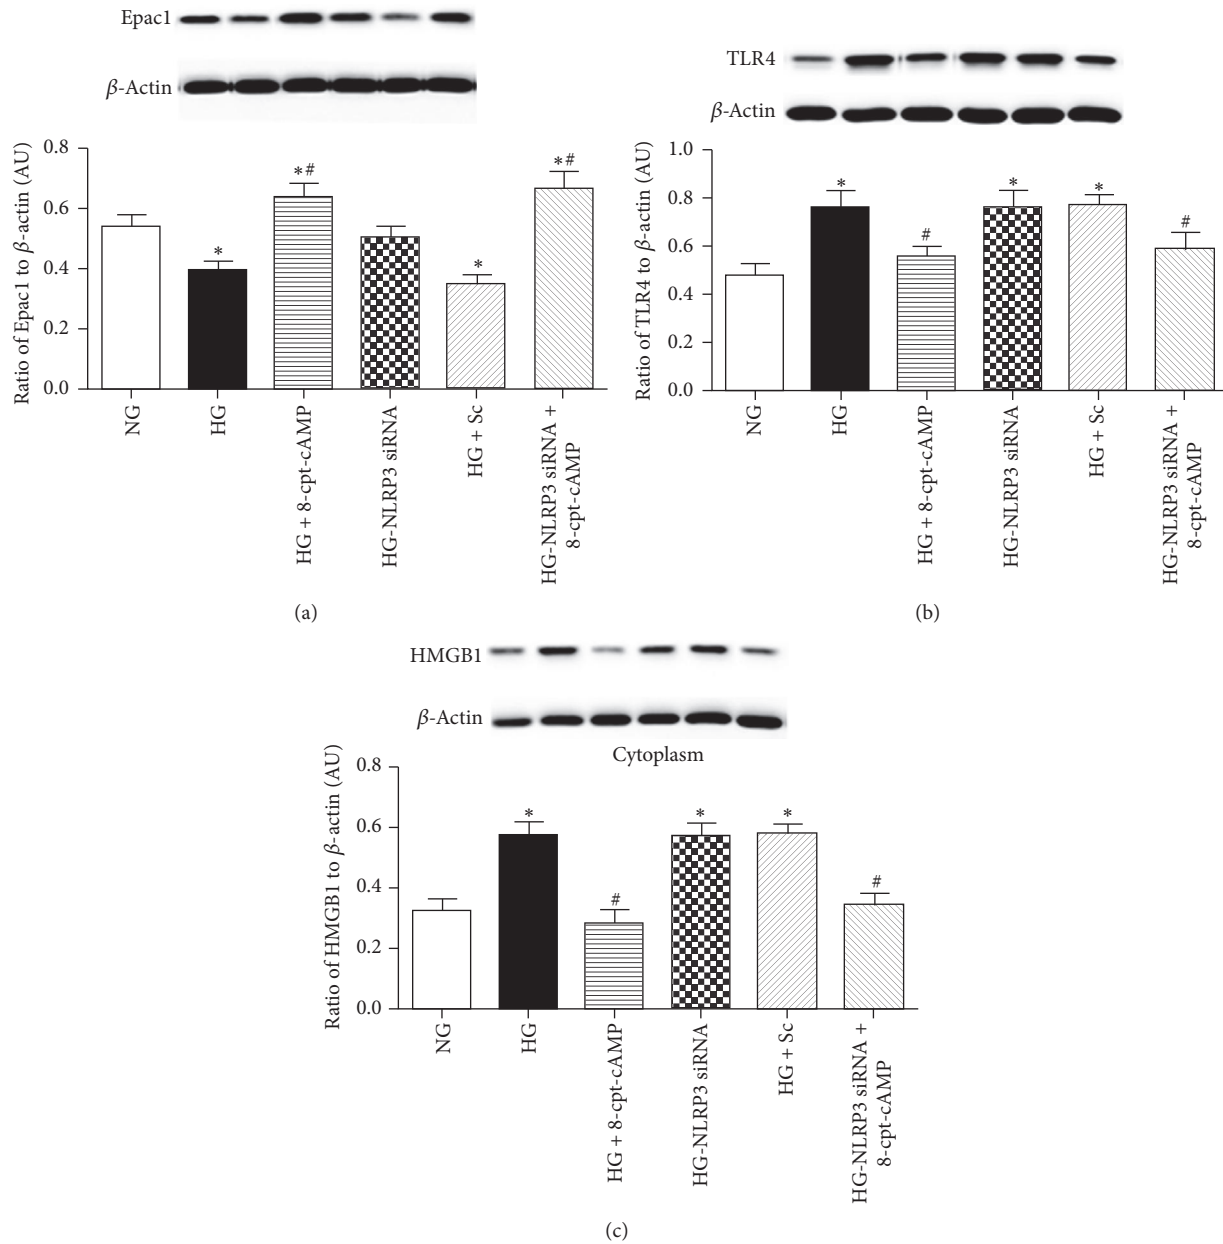 Epac1
β-Actin
Ratio of Epac1 to β-actin (AU)
0.8
0.6
0.4
0.2
0.0
*
*#
*
*#
NG
HG
HG + 8-cpt-cAMP
HG-NLRP3 siRNA
HG + Sc
HG-NLRP3 siRNA +
8-cpt-cAMP
(a)
TLR4
β-Actin
Ratio of TLR4 to β-actin (AU)
1.0
0.8
0.6
0.4
0.2
0.0
*
#
*
*
#
NG
HG
HG + 8-cpt-cAMP
HG-NLRP3 siRNA
HG + Sc
HG-NLRP3 siRNA +
8-cpt-cAMP
(b)
HMGB1
β-Actin
Cytoplasm
Ratio of HMGB1 to β-actin (AU)
0.8
0.6
0.4
0.2
0.0
*
#
*
*
#
NG
HG
HG + 8-cpt-cAMP
HG-NLRP3 siRNA
HG + Sc
HG-NLRP3 siRNA +
8-cpt-cAMP
(c)